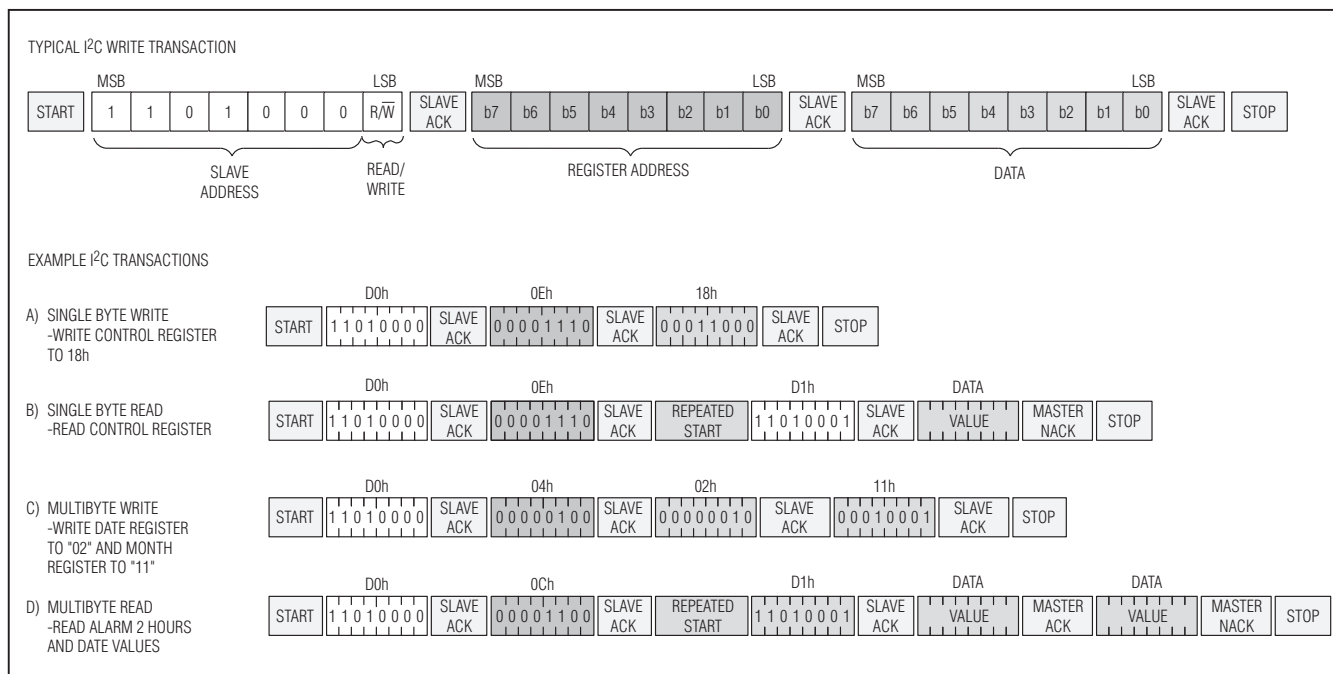 TYPICAL I2C WRITE TRANSACTION
MSB LSB MSB LSB MSB LSB
START 1 1 0 1 0 0 0 R/W̅ SLAVE ACK b7 b6 b5 b4 b3 b2 b1 b0 SLAVE ACK b7 b6 b5 b4 b3 b2 b1 b0 SLAVE ACK STOP
SLAVE ADDRESS READ/WRITE REGISTER ADDRESS DATA
EXAMPLE I2C TRANSACTIONS
D0h 0Eh 18h
A) SINGLE BYTE WRITE
-WRITE CONTROL REGISTER
TO 18h
START 11010000 SLAVE ACK 00001110 SLAVE ACK 00011000 SLAVE ACK STOP
D0h 0Eh D1h DATA
B) SINGLE BYTE READ
-READ CONTROL REGISTER
START 11010000 SLAVE ACK 00001110 SLAVE ACK REPEATED START 11010001 SLAVE ACK VALUE MASTER NACK STOP
D0h 04h 02h 11h
C) MULTIBYTE WRITE
-WRITE DATE REGISTER
TO "02" AND MONTH
REGISTER TO "11"
START 11010000 SLAVE ACK 00000100 SLAVE ACK 00000010 SLAVE ACK 00010001 SLAVE ACK STOP
D0h 0Ch D1h DATA DATA
D) MULTIBYTE READ
-READ ALARM 2 HOURS
AND DATE VALUES
START 11010000 SLAVE ACK 00001100 SLAVE ACK REPEATED START 11010001 SLAVE ACK VALUE MASTER ACK VALUE MASTER NACK STOP